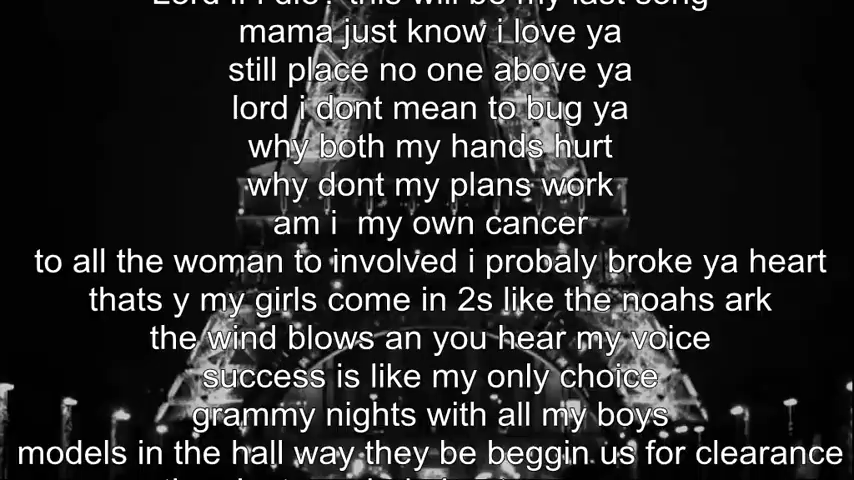 Lord if i die? this will be my last song
mama just know i love ya
still place no one above ya
lord i dont mean to bug ya
why both my hands hurt
why dont my plans work
am i  my own cancer
to all the woman to involved i probaly broke ya heart
thats y my girls come in 2s like the noahs ark
the wind blows an you hear my voice
success is like my only choice
grammy nights with all my boys
models in the hall way they be beggin us for clearance